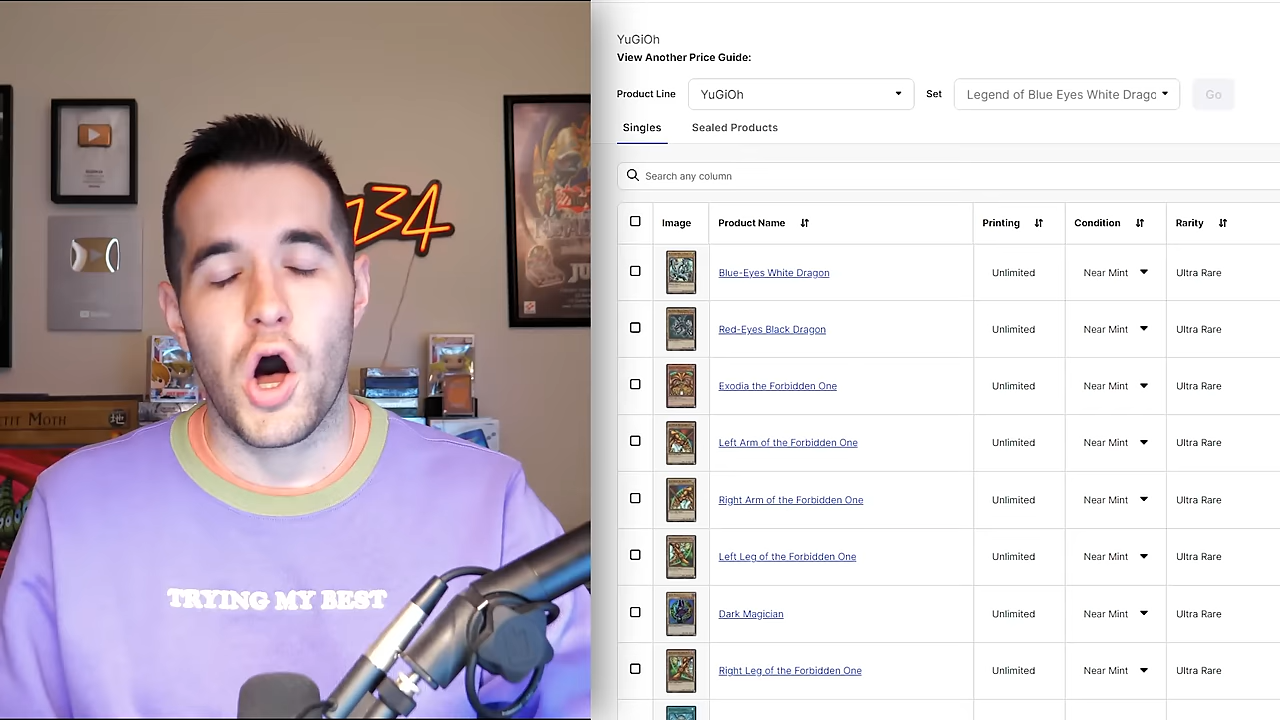 734
TIT MOTH
TRYING MY BEST
YuGiOh
View Another Price Guide:
Product Line
YuGiOh
Set
Legend of Blue Eyes White Drago
Go
Singles
Sealed Products
Search any column
Image
Product Name
Printing
Condition
Rarity
Blue-Eyes White Dragon
Unlimited
Near Mint
Ultra Rare
Red-Eyes Black Dragon
Unlimited
Near Mint
Ultra Rare
Exodia the Forbidden One
Unlimited
Near Mint
Ultra Rare
Left Arm of the Forbidden One
Unlimited
Near Mint
Ultra Rare
Right Arm of the Forbidden One
Unlimited
Near Mint
Ultra Rare
Left Leg of the Forbidden One
Unlimited
Near Mint
Ultra Rare
Dark Magician
Unlimited
Near Mint
Ultra Rare
Right Leg of the Forbidden One
Unlimited
Near Mint
Ultra Rare